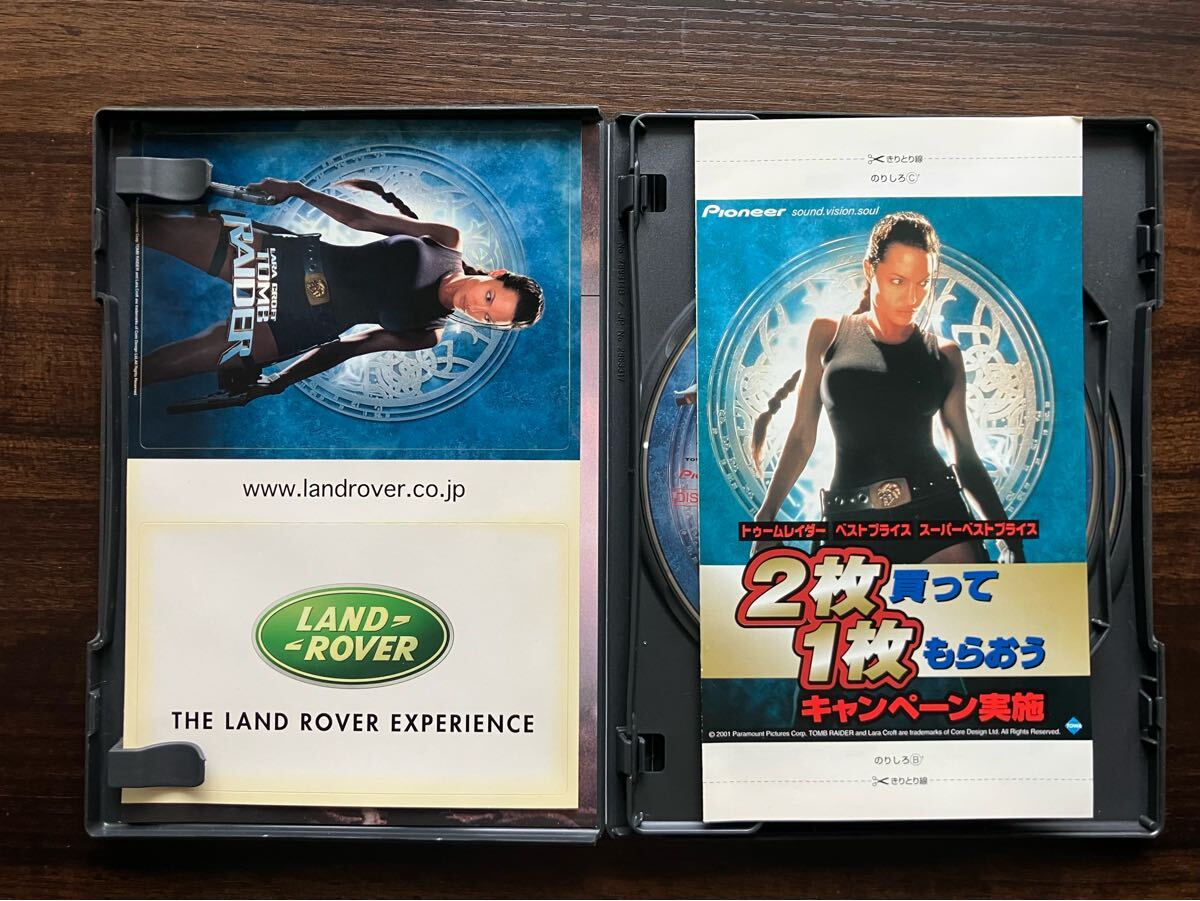 LARA CROFT
TOMB
RAIDER
www.landrover.co.jp
LAND-
-ROVER
THE LAND ROVER EXPERIENCE
きりとり線
のりしろC
Pioneer sound.vision.soul
DIS
トゥームレイダー ベストプライス スーパーベストプライス
2枚買って
1枚もらおう
キャンペーン実施
© 2001 Paramount Pictures Corp. TOMB RAIDER and Lara Croft are trademarks of Core Design Ltd. All Rights Reserved.
TOWA
のりしろB
きりとり線